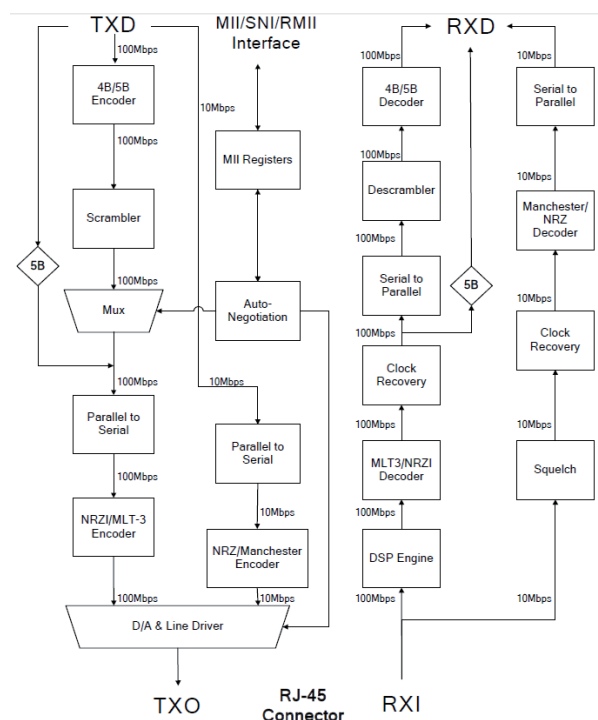 TXD
MII/SNI/RMII
Interface
RXD
100Mbps
4B/5B
Encoder
100Mbps
Scrambler
5B
100Mbps
Mux
100Mbps
Parallel to
Serial
100Mbps
NRZI/MLT-3
Encoder
100Mbps
10Mbps
MII Registers
Auto-
Negotiation
10Mbps
Parallel to
Serial
10Mbps
NRZ/Manchester
Encoder
10Mbps
D/A & Line Driver
TXO
RJ-45
Connector
RXI
100Mbps
4B/5B
Decoder
100Mbps
Descrambler
100Mbps
Serial to
Parallel
5B
100Mbps
Clock
Recovery
100Mbps
MLT3/NRZI
Decoder
100Mbps
DSP Engine
100Mbps
10Mbps
Serial to
Parallel
10Mbps
Manchester/
NRZ
Decoder
10Mbps
Clock
Recovery
10Mbps
Squelch
10Mbps